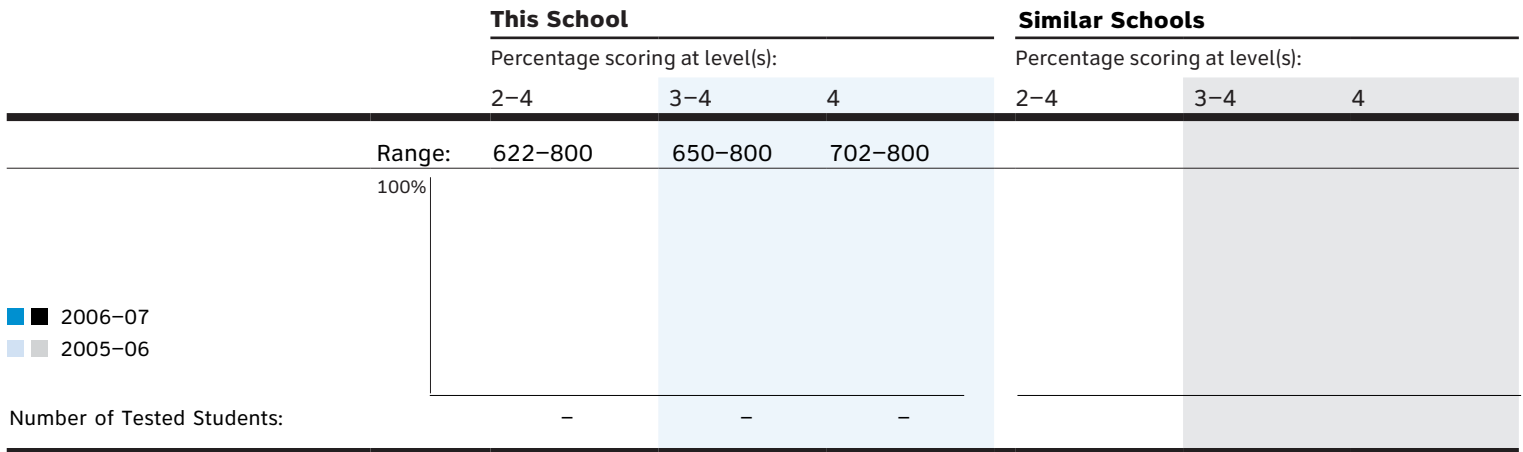 This School Similar Schools
Percentage scoring at level(s): Percentage scoring at level(s):
2–4 3–4 4 2–4 3–4 4
Range: 622–800 650–800 702–800
100%
2006–07
2005–06
Number of Tested Students: – – –